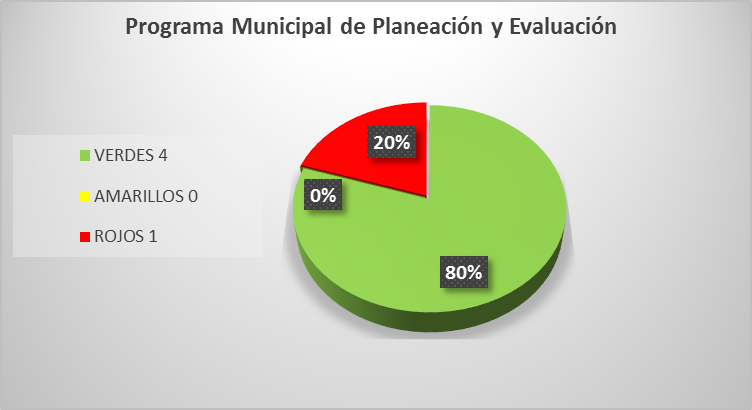 Programa Municipal de Planeación y Evaluación
VERDES 4
AMARILLOS 0
ROJOS 1
20%
0%
80%